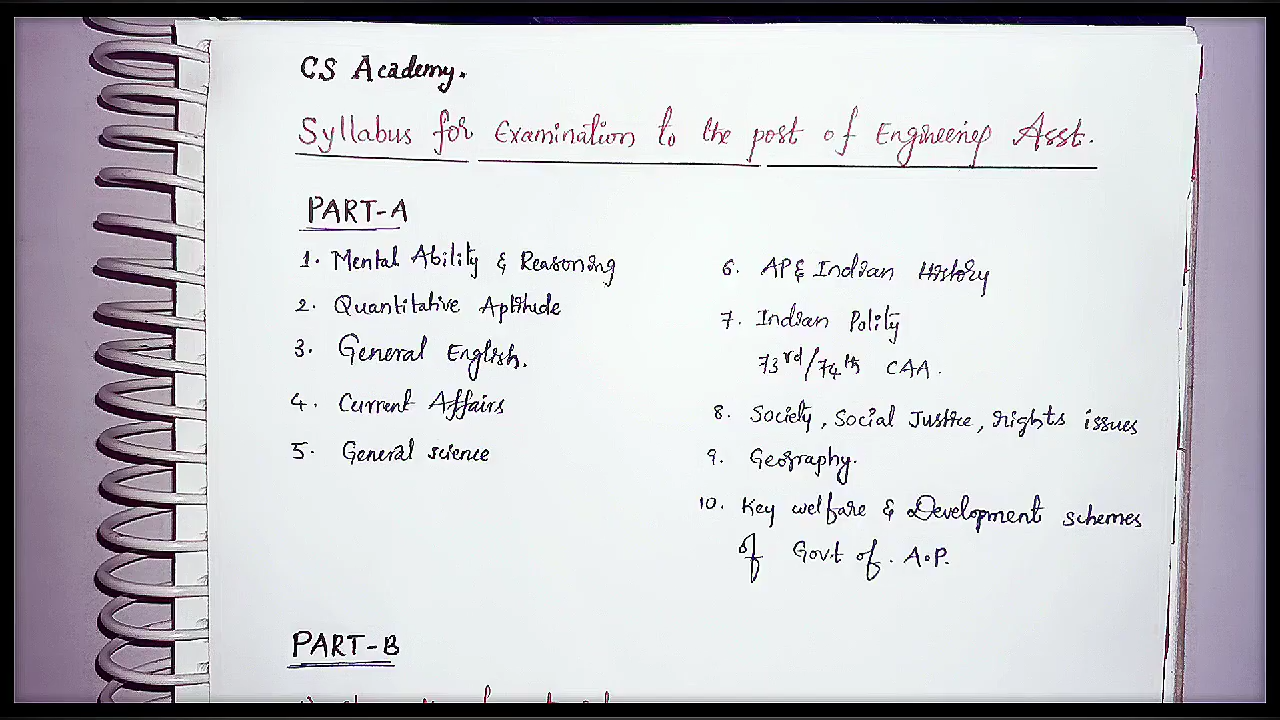 CS Academy.
Syllabus for Examination to the post of Engineering Asst.
PART-A
1. Mental Ability & Reasoning
2. Quantitative Aptitude
3. General English.
4. Current Affairs
5. General science
6. AP & Indian History
7. Indian Polity
73rd/74th CAA.
8. Society, Social Justice, rights issues
9. Geography.
10. Key welfare & Development schemes
of Govt of A.P.
PART-B